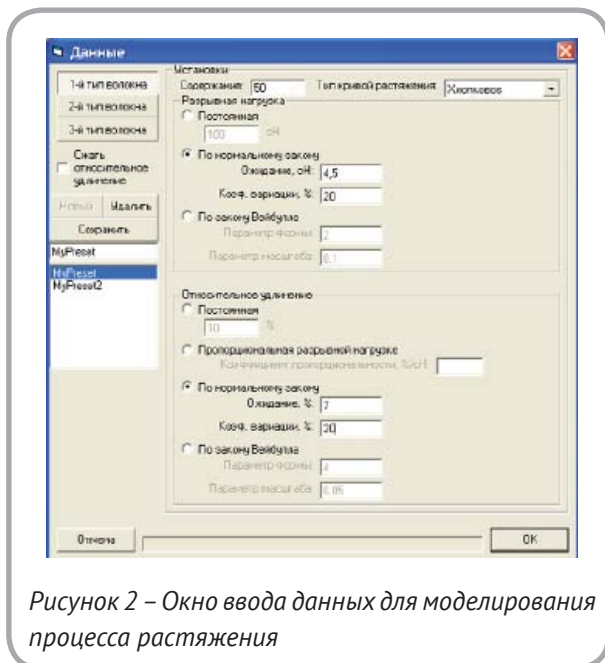 Данные
Установки
1-й тип волокна
Содержание: 50 Тип кривой растяжения Хлопковое
2-й тип волокна
Разрывная нагрузка
Постоянная
3-й тип волокна
100 сН
Сжать
относительное
удлинение
По нормальному закону
Ожидание, сН: 4,5
Новый Удалить
Коэф. вариации, %: 20
Сохранить
По закону Вейбулла
Параметр формы: 2
MyPreset
Параметр масштаба: 0.1
MyPreset
MyPreset2
Относительное удлинение
Постоянная
10 %
Пропорциональная разрывной нагрузке
Коэффициент пропорциональности, %/сН:
По нормальному закону
Ожидание, %: 7
Коэф. вариации, %: 20
По закону Вейбулла
Параметр формы: 4
Параметр масштаба: 0.05
Отмена
OK
Рисунок 2 – Окно ввода данных для моделирования
процесса растяжения